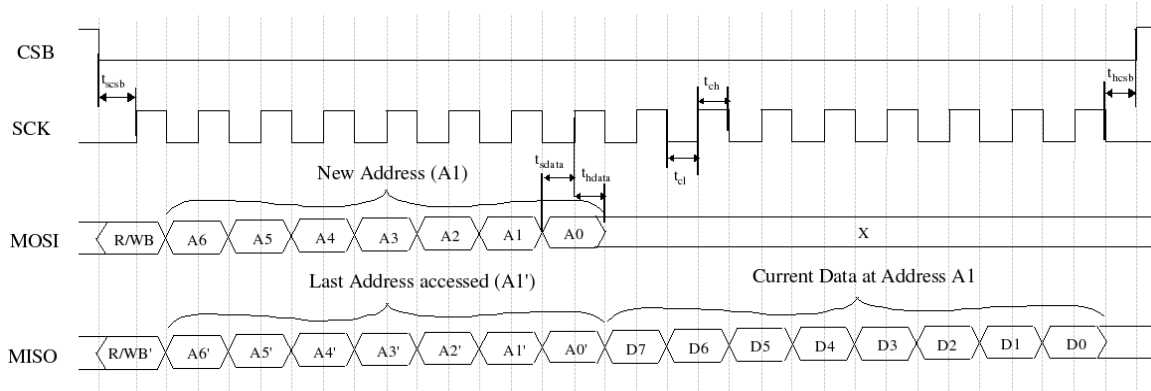 CSB
t_scsb
t_ch
t_hcsb
SCK
t_sdata
t_hdata
t_cl
New Address (A1)
MOSI R/WB A6 A5 A4 A3 A2 A1 A0 X
Last Address accessed (A1') Current Data at Address A1
MISO R/WB' A6' A5' A4' A3' A2' A1' A0' D7 D6 D5 D4 D3 D2 D1 D0